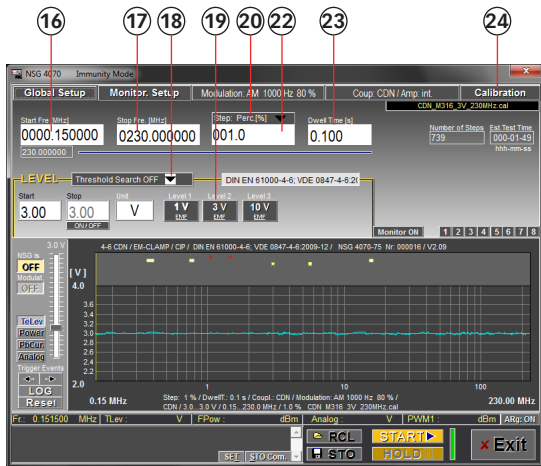 16 17 18 19 20 22 23 24
NSG 4070 Immunity Mode
Global Setup Monitor. Setup Modulation: AM 1000 Hz 80 % Coup: CDN / Amp: int. Calibration
CDN_M316_3V_230MHz.cal
Start Fre. [MHz] Stop Fre. [MHz] Step: Perc.[%] Dwell Time [s]
0000.150000 0230.000000 001.0 0.100
Number of Steps Est Test Time
739 000-01-49
hhh-mm-ss
230.000000
LEVEL Threshold Search OFF DIN EN 61000-4-6; VDE 0847-4-6:20
Start Stop Unit Level 1 Level 2 Level 3
3.00 3.00 V 1 V EMF 3 V EMF 10 V EMF
ON / OFF
Monitor ON 1 2 3 4 5 6 7 8
3.0 V 4-6 CDN / EM-CLAMP / CIP / DIN EN 61000-4-6; VDE 0847-4-6:2009-12 / NSG 4070-75 Nr: 000016 / V2.09
NSG is
OFF
Modulat
OFF
[ V ]
4.0
3.6
3.4
3.2
3.0
2.8
2.6
2.4
2.2
2.0
TeLev
Power
PbCur.
Analog
Trigger Events
LOG
Reset
1 10 100
0.15 MHz Step: 1 % / DwellT.: 0.1 s / Coupl.: CDN / Modulation: AM 1000 Hz 80 % / 230.00 MHz
CDN / 3.0...3.0 V / 0.15...230.0 MHz / 1.0 % CDN_M316_3V_230MHz.cal
Fr.: 0.151500 MHz TLev : V FPow : dBm Analog : V PWM1 : dBm ARg: ON
RCL START
STO HOLD
SET STO Com.
Exit